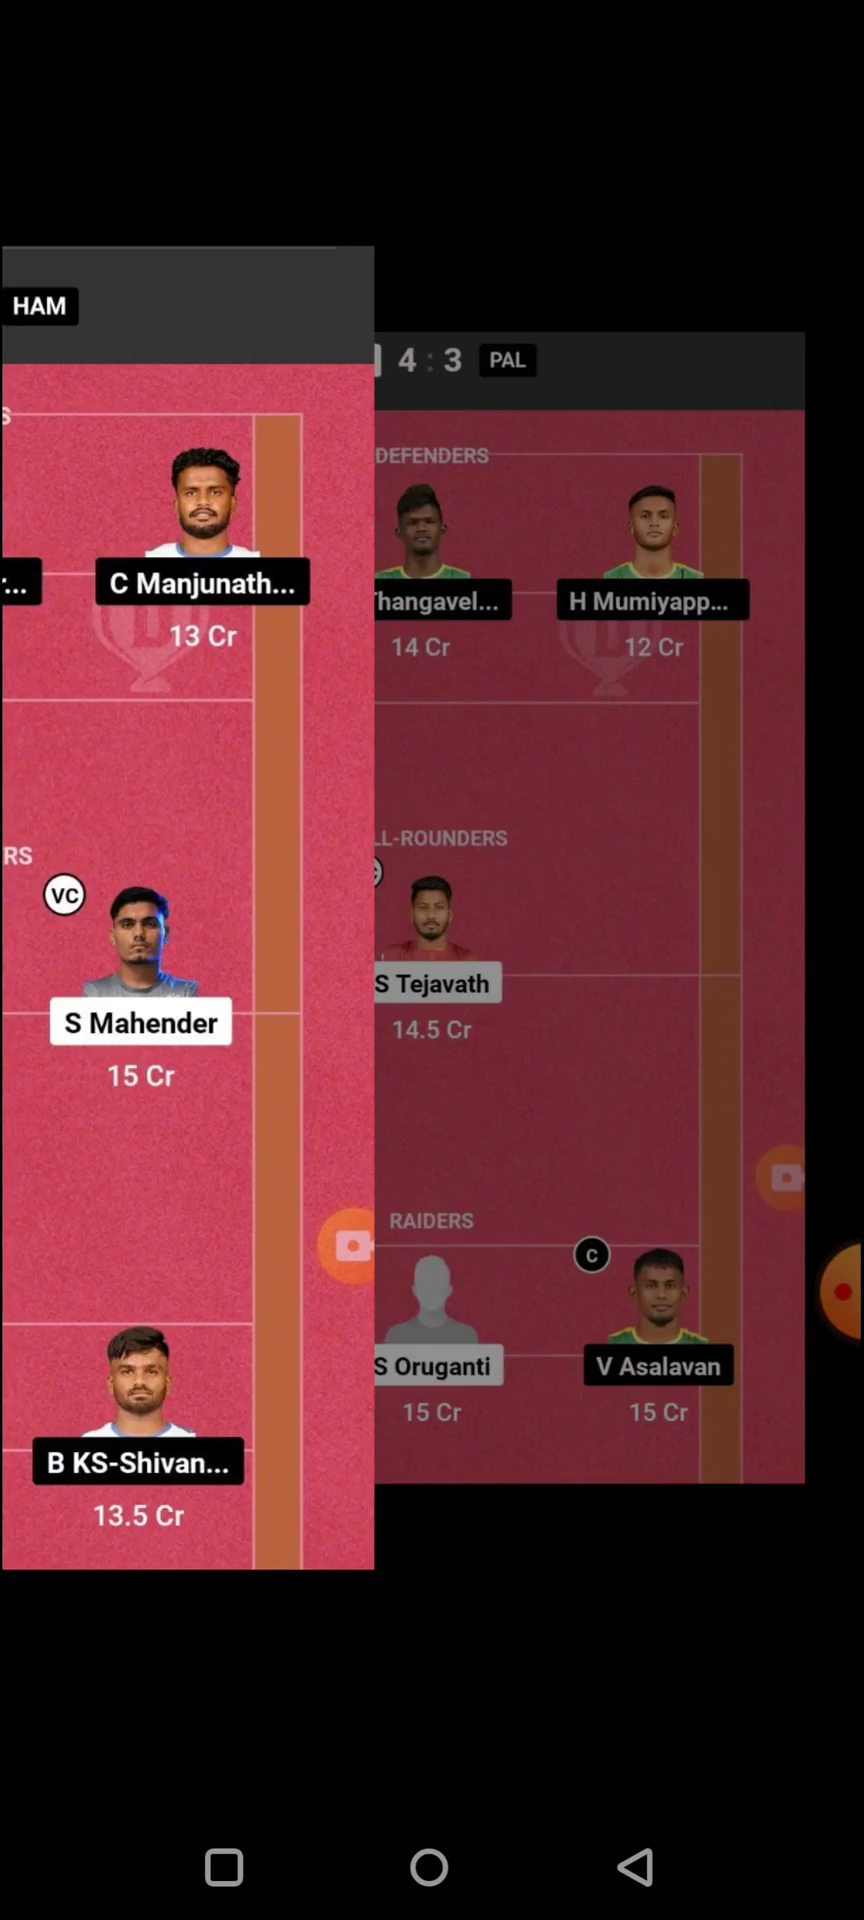 HAM
S
C Manjunath...
r...
13 Cr
RS
VC
S Mahender
15 Cr
B KS-Shivan...
13.5 Cr
4 : 3 PAL
DEFENDERS
Thangavel...
14 Cr
H Mumiyapp...
12 Cr
LL-ROUNDERS
S Tejavath
14.5 Cr
RAIDERS
S Oruganti
15 Cr
C
V Asalavan
15 Cr